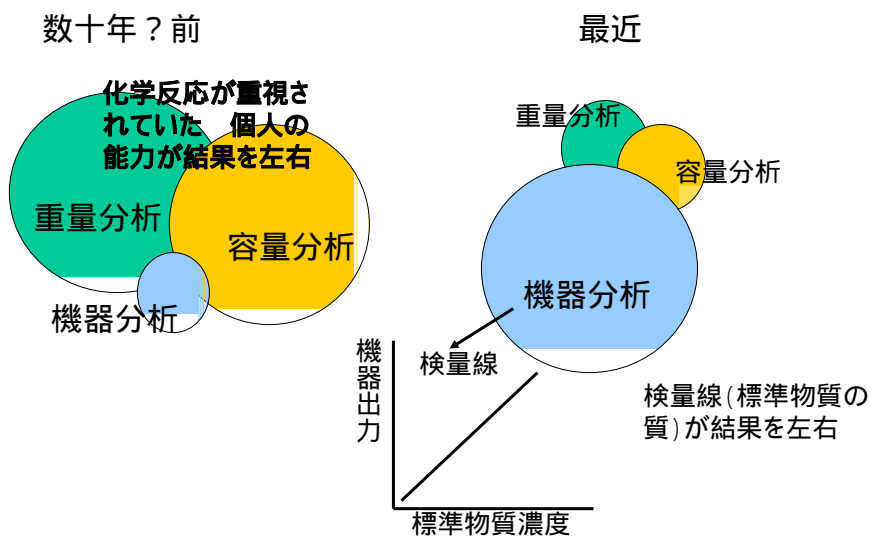 数十年？前
化学反応が重視さ
れていた　個人の
能力が結果を左右
重量分析
容量分析
機器分析
最近
重量分析
容量分析
機器分析
検量線
機器出力
標準物質濃度
検量線(標準物質の
質)が結果を左右